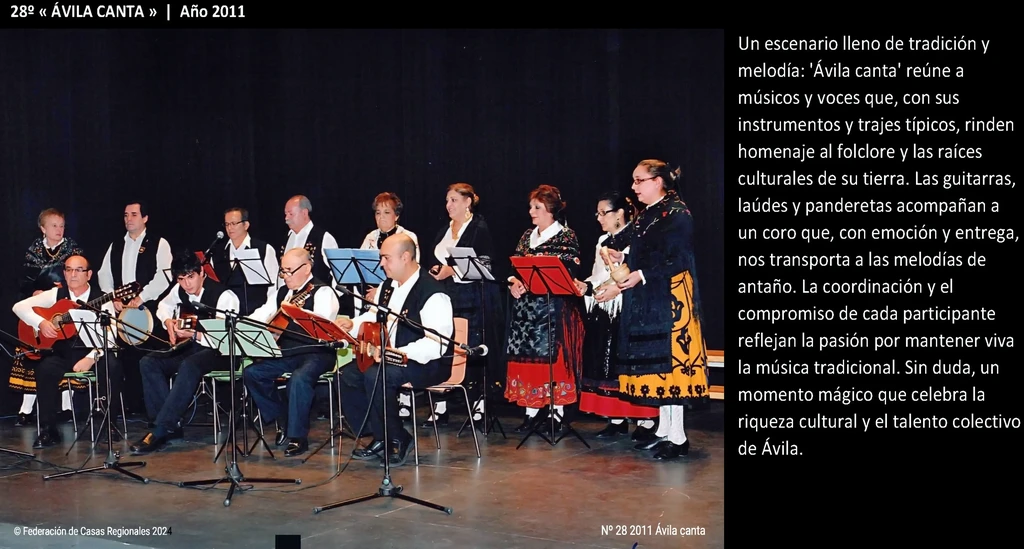 28º « ÁVILA CANTA » | Año 2011
Un escenario lleno de tradición y
melodía: 'Ávila canta' reúne a
músicos y voces que, con sus
instrumentos y trajes típicos, rinden
homenaje al folclore y las raíces
culturales de su tierra. Las guitarras,
laúdes y panderetas acompañan a
un coro que, con emoción y entrega,
nos transporta a las melodías de
antaño. La coordinación y el
compromiso de cada participante
reflejan la pasión por mantener viva
la música tradicional. Sin duda, un
momento mágico que celebra la
riqueza cultural y el talento colectivo
de Ávila.
© Federación de Casas Regionales 2024
Nº 28 2011 Ávila canta